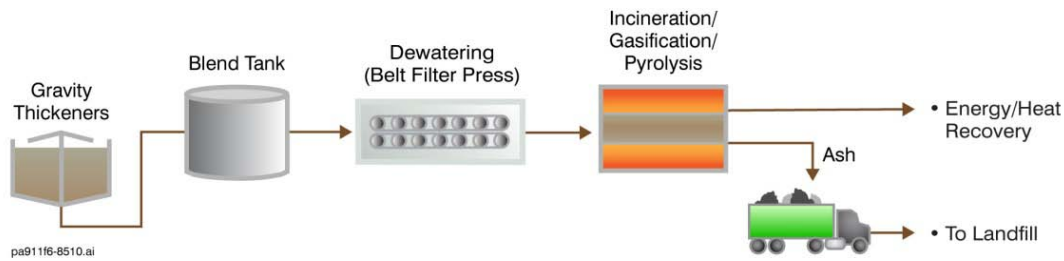 Gravity
Thickeners
Blend Tank
Dewatering
(Belt Filter Press)
Incineration/
Gasification/
Pyrolysis
• Energy/Heat
Recovery
Ash
• To Landfill
pa911f6-8510.ai